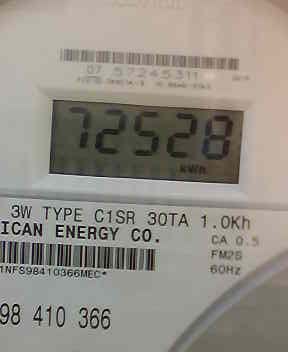 07 57245311
72528
kWh
3W TYPE C1SR 30TA 1.0Kh
ICAN ENERGY CO.
CA 0.5
FM2S
60Hz
1NFS98410366MEC*
98 410 366